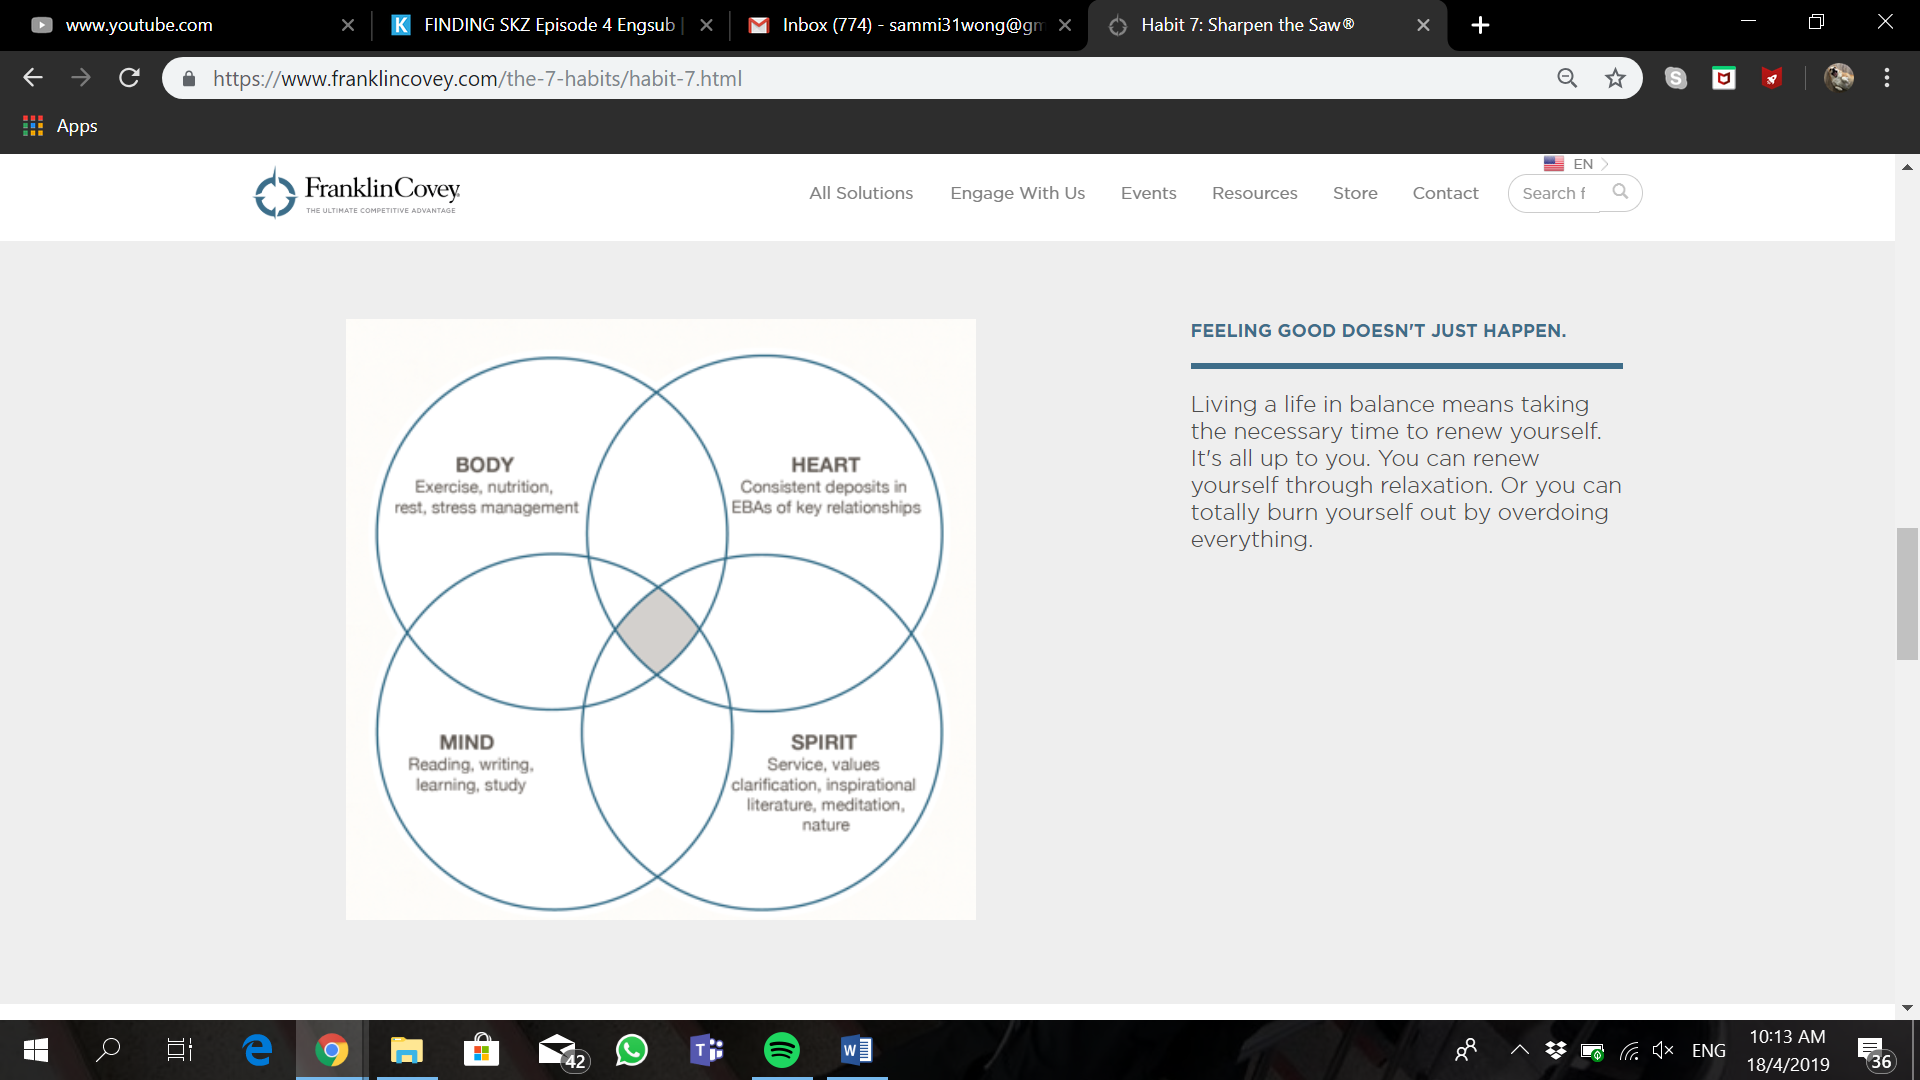 www.youtube.com
FINDING SKZ Episode 4 Engsub |
Inbox (774) - sammi31wong@gm
Habit 7: Sharpen the Saw®
https://www.franklincovey.com/the-7-habits/habit-7.html
Apps
EN
FranklinCovey
THE ULTIMATE COMPETITIVE ADVANTAGE
All Solutions
Engage With Us
Events
Resources
Store
Contact
Search f
BODY
Exercise, nutrition,
rest, stress management
HEART
Consistent deposits in
EBAs of key relationships
MIND
Reading, writing,
learning, study
SPIRIT
Service, values
clarification, inspirational
literature, meditation,
nature
FEELING GOOD DOESN'T JUST HAPPEN.
Living a life in balance means taking
the necessary time to renew yourself.
It's all up to you. You can renew
yourself through relaxation. Or you can
totally burn yourself out by overdoing
everything.
42
ENG
10:13 AM
18/4/2019
36